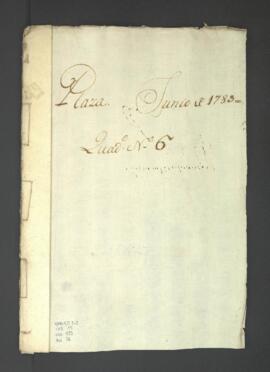 Plaza. Junio de 1783=
Quad.º N.º 6